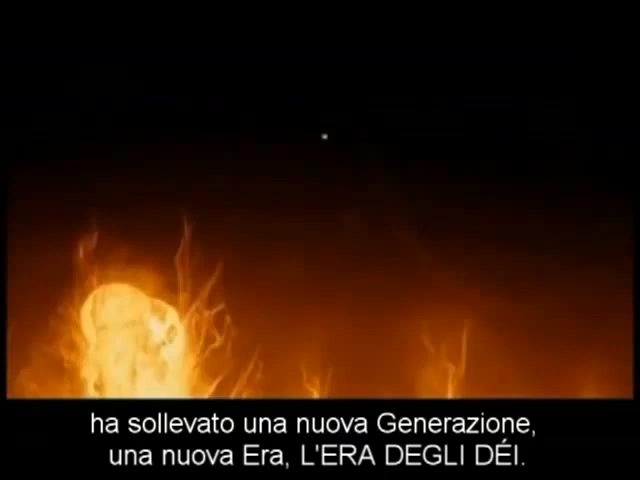 ha sollevato una nuova Generazione,
una nuova Era, L'ERA DEGLI DÉI.